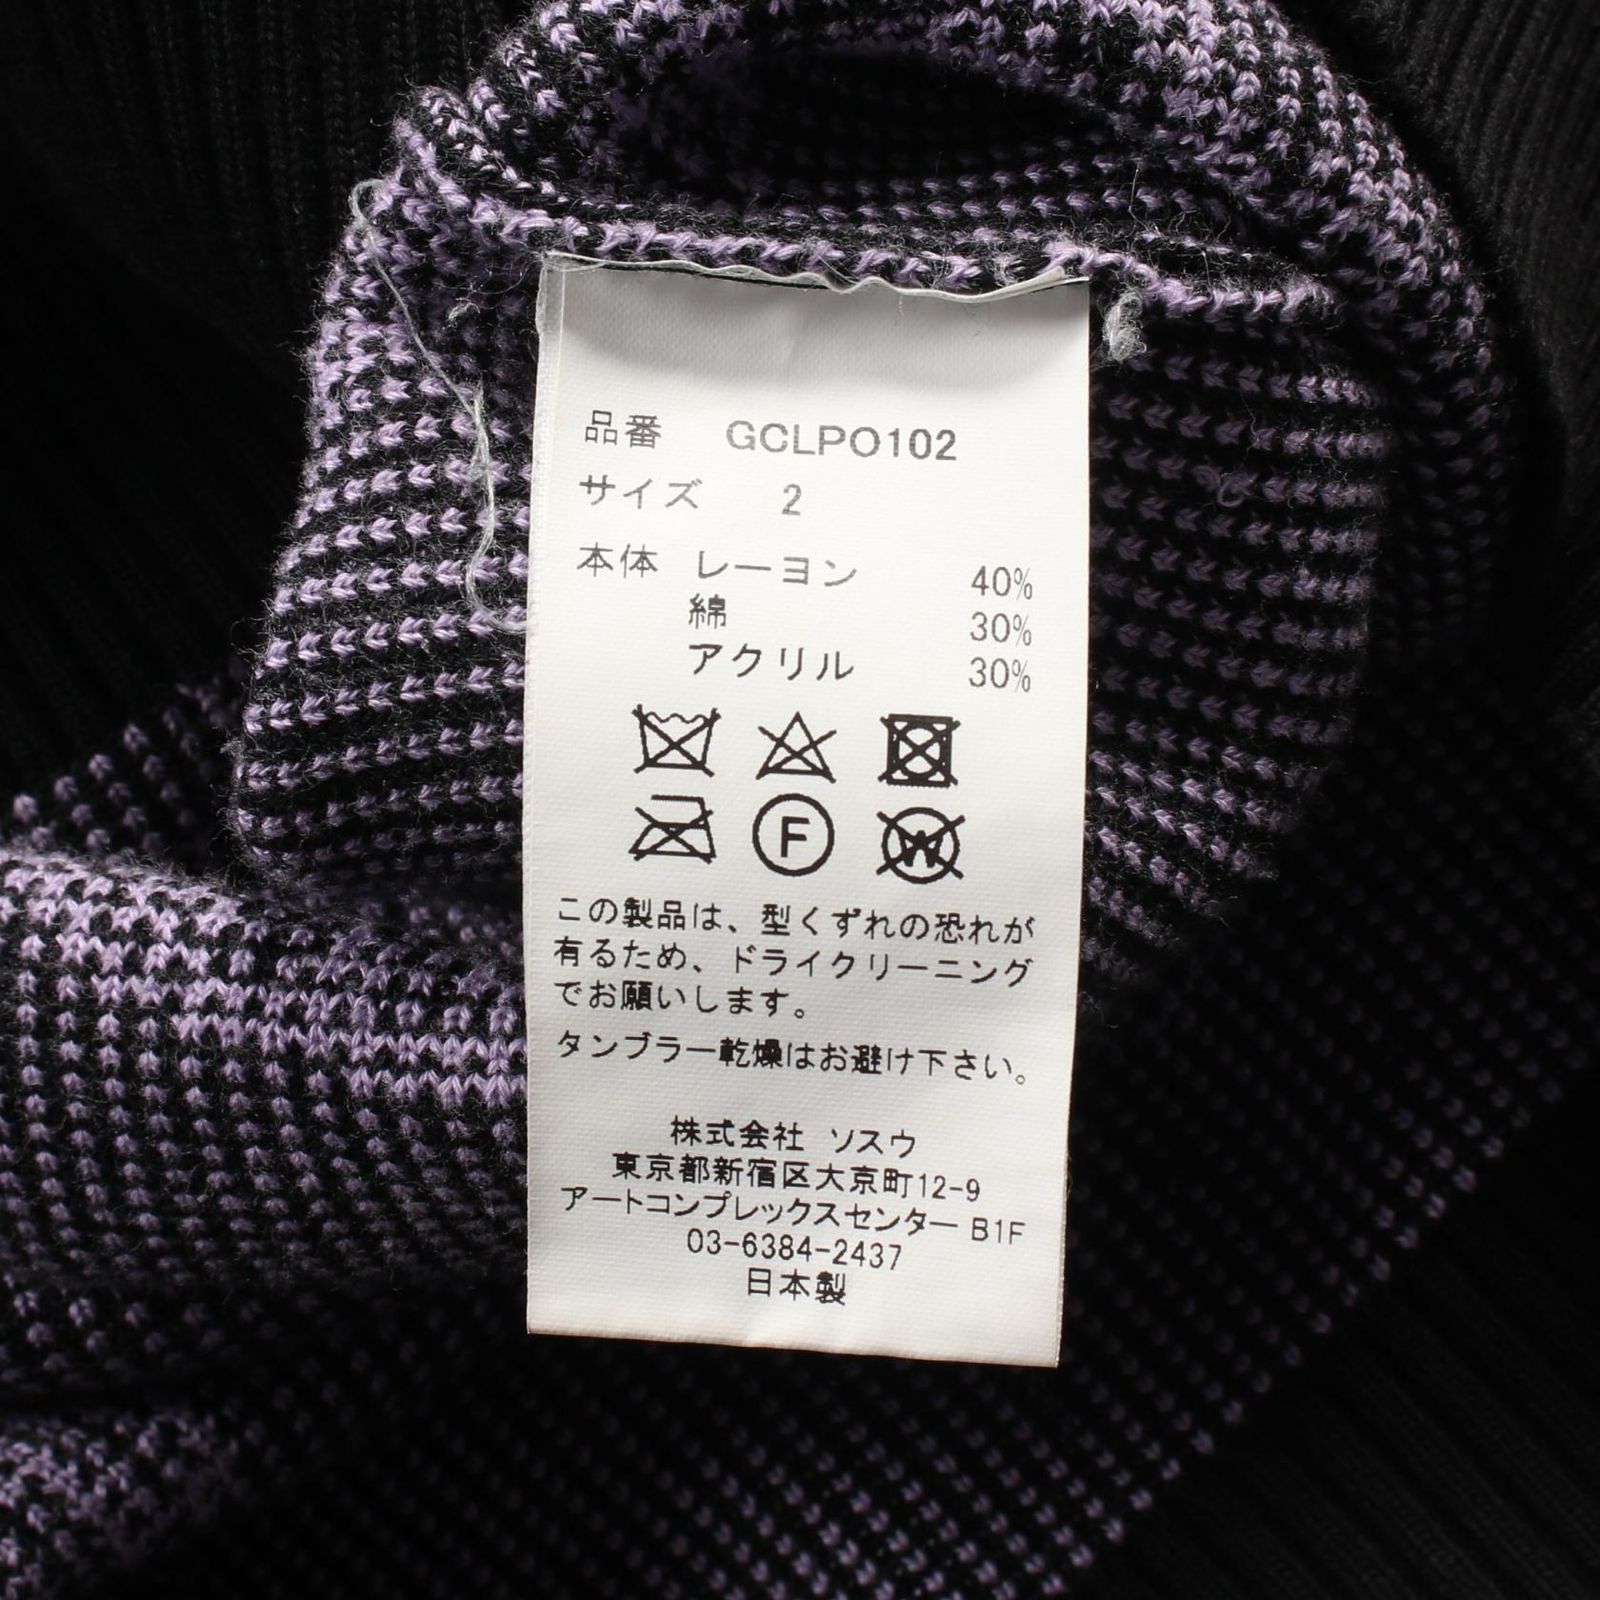 品番 GCLPO102
サイズ 2
本体 レーヨン 40%
綿 30%
アクリル 30%
F W
この製品は、型くずれの恐れが
有るため、ドライクリーニング
でお願いします。
タンブラー乾燥はお避け下さい。
株式会社 ソスウ
東京都新宿区大京町12-9
アートコンプレックスセンター B1F
03-6384-2437
日本製